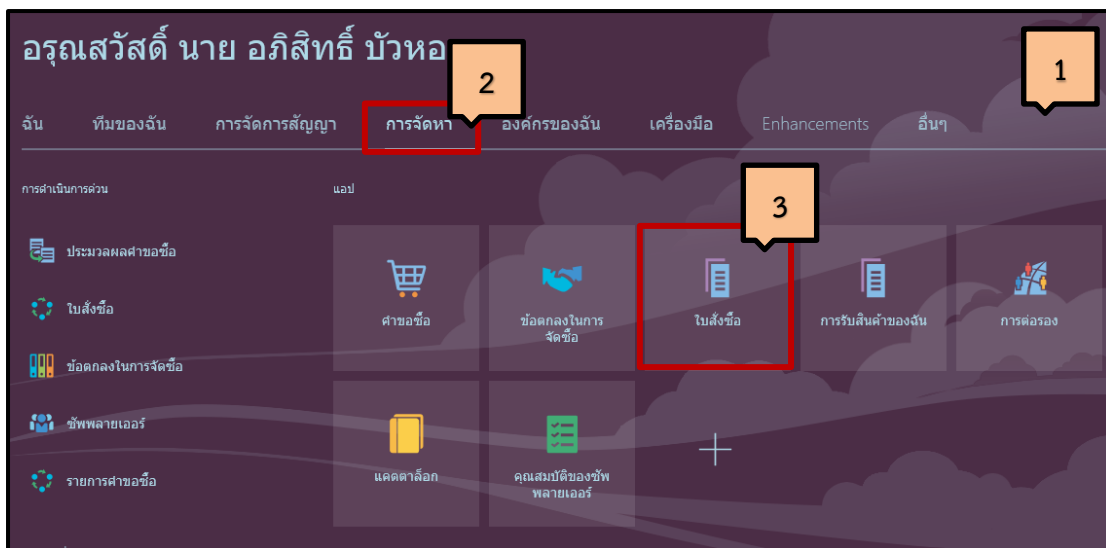 อรุณสวัสดิ์ นาย อภิสิทธิ์ บัวหอ
2
1
ฉัน ทีมของฉัน การจัดการสัญญา การจัดหา องค์กรของฉัน เครื่องมือ Enhancements อื่นๆ
การดำเนินการด่วน
แอป
3
ประมวลผลคำขอซื้อ
ใบสั่งซื้อ
ข้อตกลงในการจัดซื้อ
ซัพพลายเออร์
รายการคำขอซื้อ
คำขอซื้อ
ข้อตกลงในการ
จัดซื้อ
ใบสั่งซื้อ
การรับสินค้าของฉัน
การต่อรอง
แคตตาล็อก
คุณสมบัติของซัพ
พลายเออร์